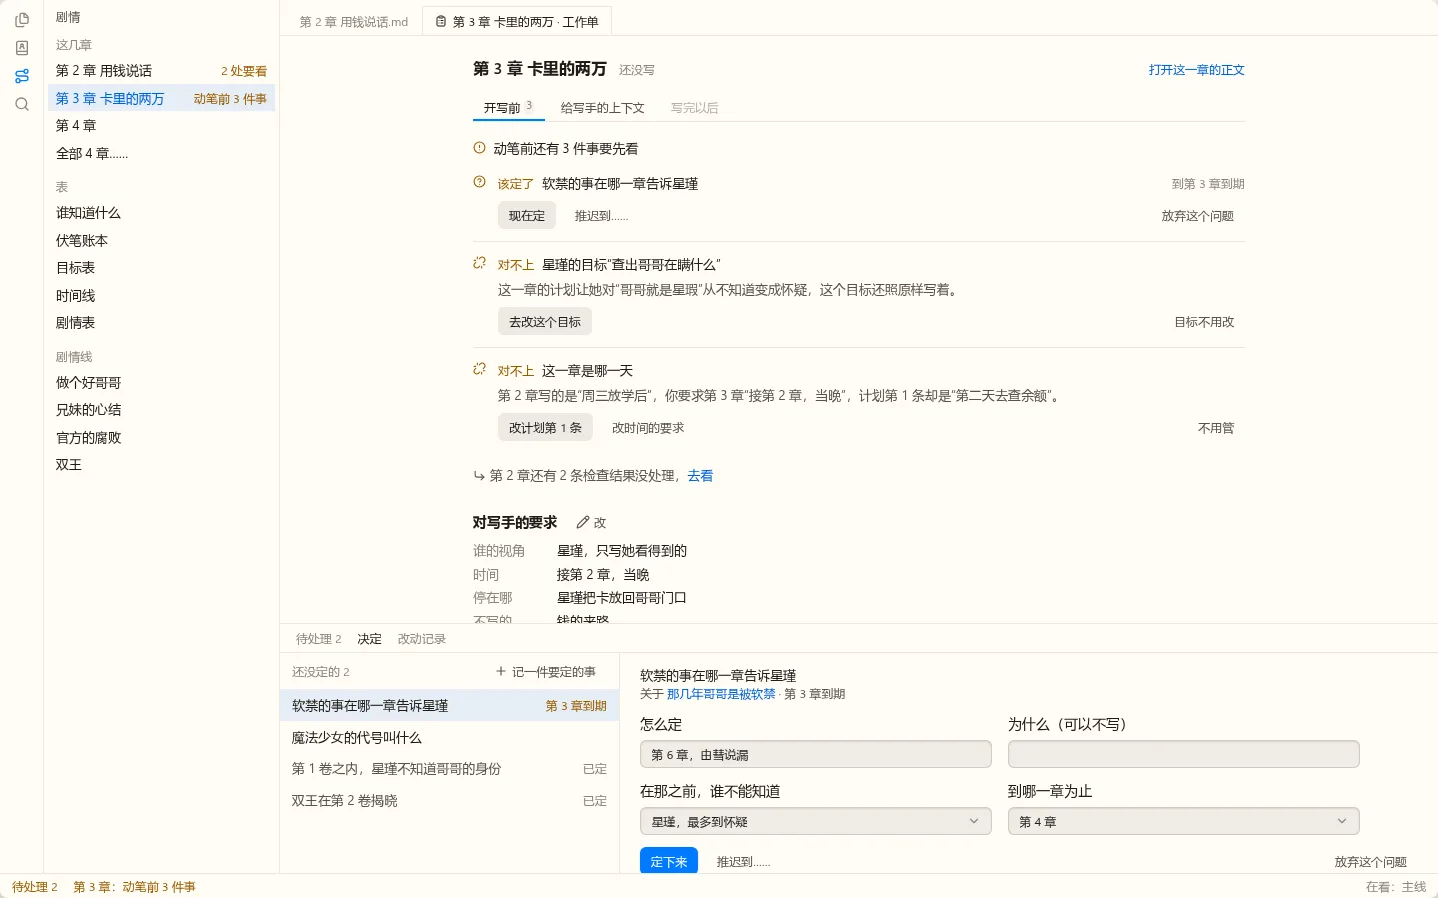 剧情
这几章
第 2 章 用钱说话 2 处要看
第 3 章 卡里的两万 动笔前 3 件事
第 4 章
全部 4 章……
表
谁知道什么
伏笔账本
目标表
时间线
剧情表
剧情线
做个好哥哥
兄妹的心结
官方的腐败
双王
第 2 章 用钱说话.md
第 3 章 卡里的两万 · 工作单
第 3 章 卡里的两万 还没写 打开这一章的正文
开写前 3 给写手的上下文 写完以后
动笔前还有 3 件事要先看
该定了 软禁的事在哪一章告诉星瑾 到第 3 章到期
现在定 推迟到…… 放弃这个问题
对不上 星瑾的目标“查出哥哥在瞒什么”
这一章的计划让她对“哥哥就是星瑕”从不知道变成怀疑，这个目标还照原样写着。
去改这个目标 目标不用改
对不上 这一章是哪一天
第 2 章写的是“周三放学后”，你要求第 3 章“接第 2 章，当晚”，计划第 1 条却是“第二天去查余额”。
改计划第 1 条 改时间的要求 不用管
第 2 章还有 2 条检查结果没处理，去看
对写手的要求 改
谁的视角 星瑾，只写她看得到的
时间 接第 2 章，当晚
停在哪 星瑾把卡放回哥哥门口
不写的 钱的来路
待处理 2 决定 改动记录
还没定的 2 记一件要定的事
软禁的事在哪一章告诉星瑾 第 3 章到期
魔法少女的代号叫什么
第 1 卷之内，星瑾不知道哥哥的身份 已定
双王在第 2 卷揭晓 已定
软禁的事在哪一章告诉星瑾
关于 那几年哥哥是被软禁 · 第 3 章到期
怎么定 为什么（可以不写）
第 6 章，由彗说漏
在那之前，谁不能知道 到哪一章为止
星瑾，最多到怀疑 第 4 章
定下来 推迟到…… 放弃这个问题
待处理 2 第 3 章：动笔前 3 件事 在看：主线